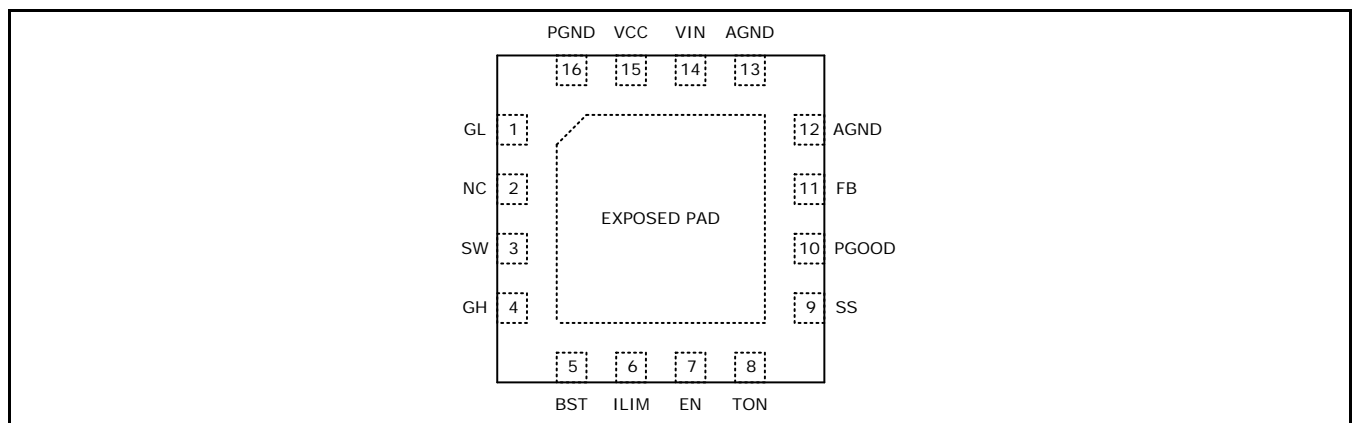 PGND VCC VIN AGND
16 15 14 13
GL 1 12 AGND
NC 2 11 FB
EXPOSED PAD
SW 3 10 PGOOD
GH 4 9 SS
5 6 7 8
BST ILIM EN TON